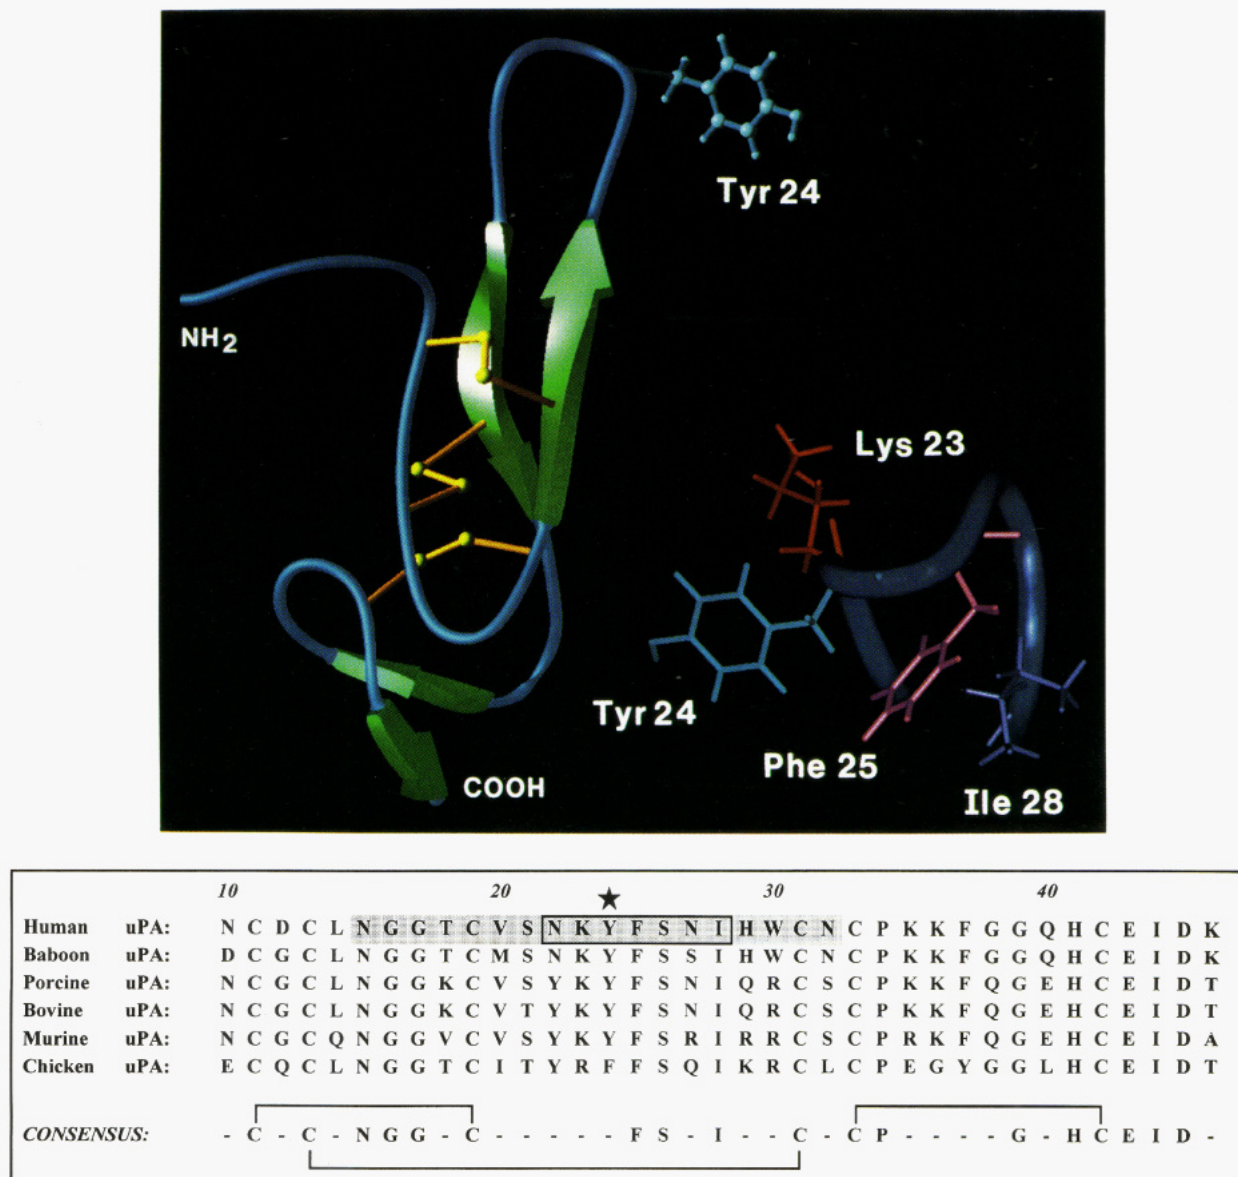 Tyr 24
NH2
Lys 23
Tyr 24
Phe 25
Ile 28
COOH
10 20 ★ 30 40
Human uPA: N C D C L N G G T C V S N K Y F S N I H W C N C P K K F G G Q H C E I D K
Baboon uPA: D C G C L N G G T C M S N K Y F S S I H W C N C P K K F G G Q H C E I D K
Porcine uPA: N C G C L N G G K C V S Y K Y F S N I Q R C S C P K K F Q G E H C E I D T
Bovine uPA: N C G C L N G G K C V T Y K Y F S N I Q R C S C P K K F Q G E H C E I D T
Murine uPA: N C G C Q N G G V C V S Y K Y F S R I R R C S C P R K F Q G E H C E I D A
Chicken uPA: E C Q C L N G G T C I T Y R F F S Q I K R C L C P E G Y G G L H C E I D T
CONSENSUS: - C - C - N G G - C - - - - - F S - I - - C - C P - - - - G - H C E I D -